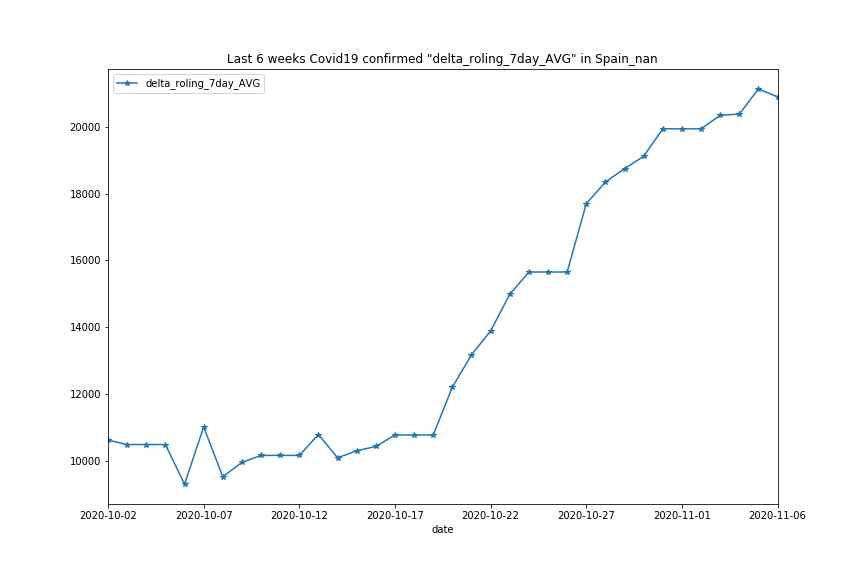 Last 6 weeks Covid19 confirmed "delta_roling_7day_AVG" in Spain_nan
delta_roling_7day_AVG
20000
18000
16000
14000
12000
10000
2020-10-02 2020-10-07 2020-10-12 2020-10-17 2020-10-22 2020-10-27 2020-11-01 2020-11-06
date